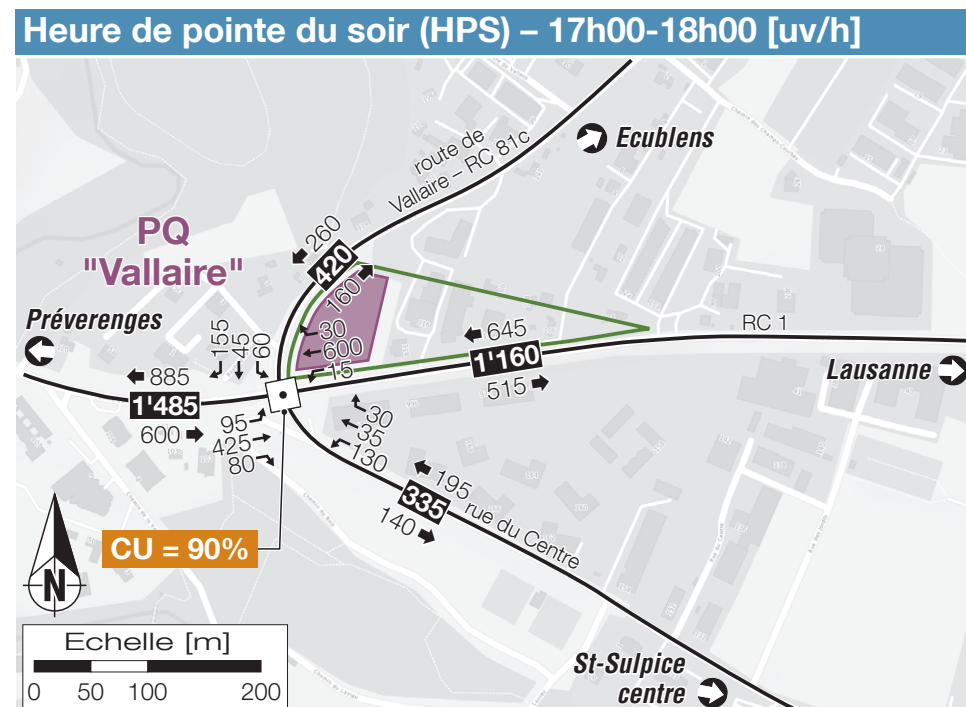 Heure de pointe du soir (HPS) – 17h00-18h00 [uv/h]
Ecublens
route de
Vallaire – RC 81c
PQ
"Vallaire"
260
420
160
Préverenges
155
45
60
30
600
15
645
1'160
515
RC 1
Lausanne
885
1'485
600
95
425
80
30
35
130
195
335
140
rue du Centre
CU = 90%
N
Echelle [m]
0 50 100 200
St-Sulpice
centre